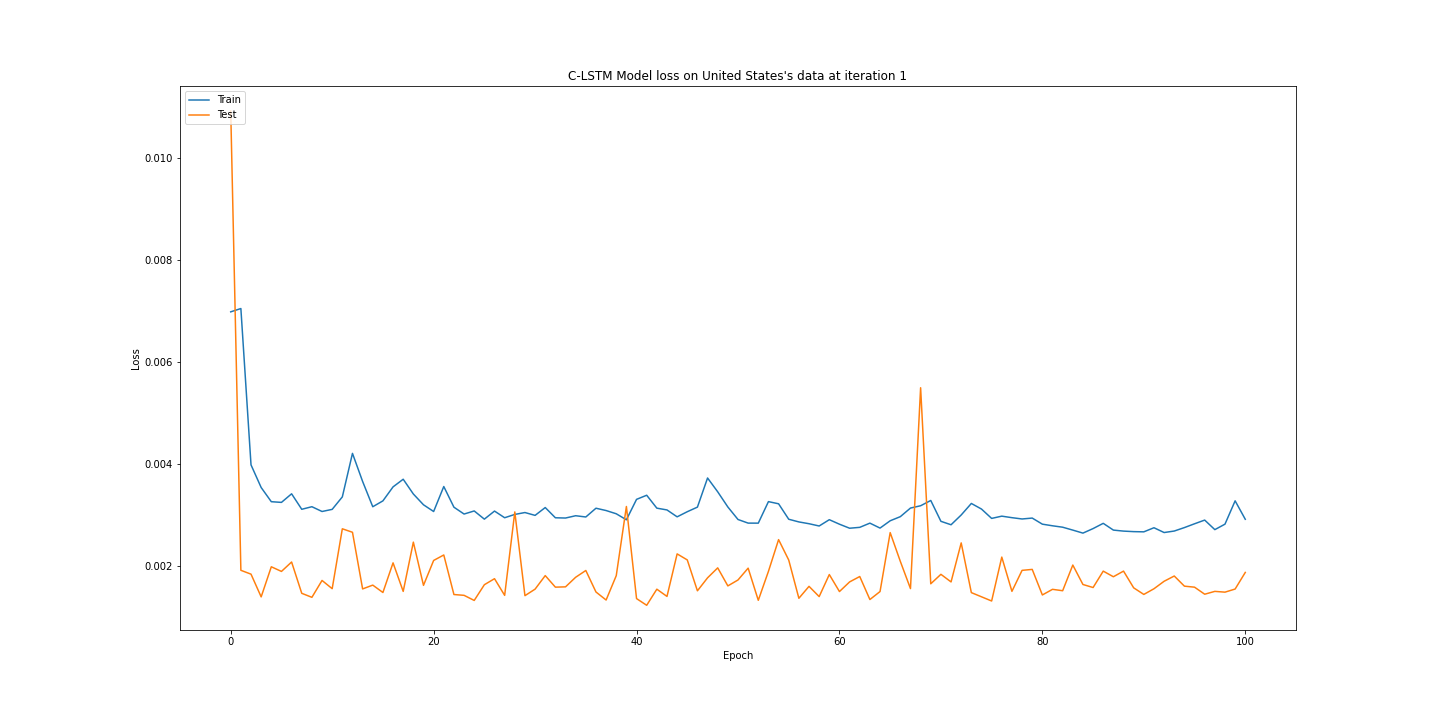 C-LSTM Model loss on United States's data at iteration 1
Train
Test
0.010
0.008
0.006
0.004
0.002
Loss
0 20 40 60 80 100
Epoch